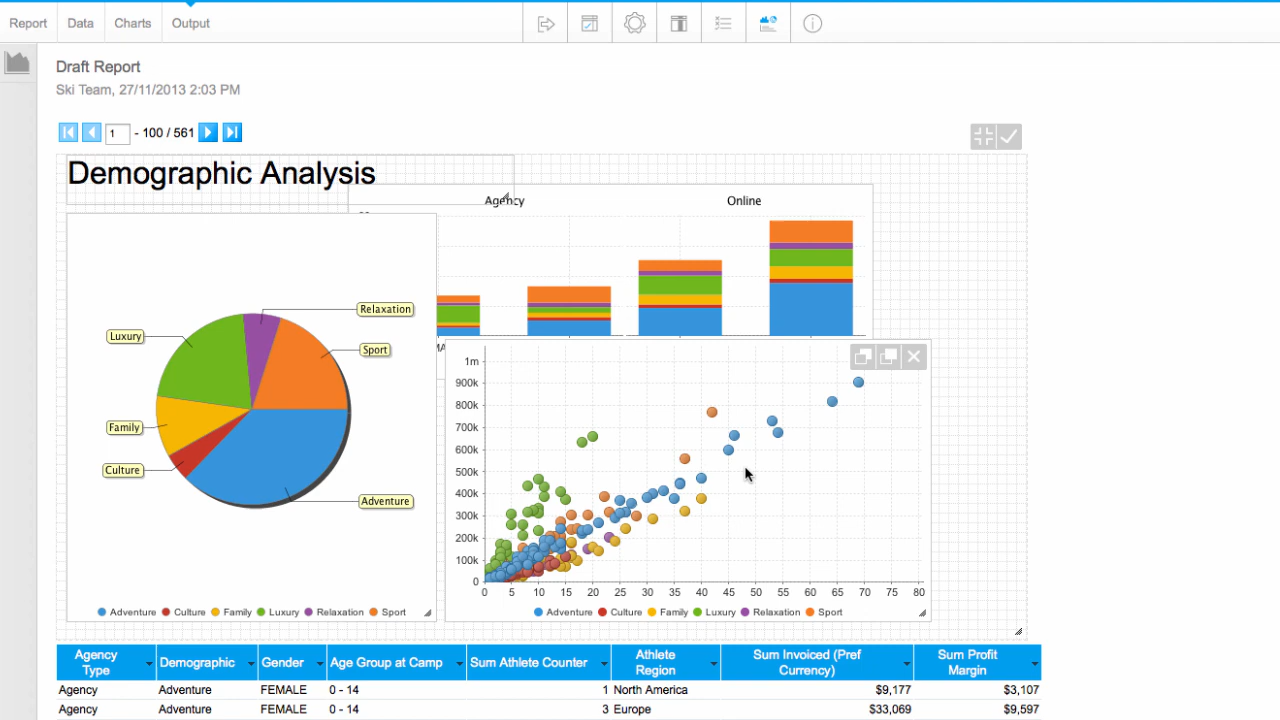 Report Data Charts Output
Draft Report
Ski Team, 27/11/2013 2:03 PM
1 - 100 / 561
Demographic Analysis
Agency Online
Relaxation
Luxury
Sport
Family
Culture
Adventure
Adventure Culture Family Luxury Relaxation Sport
1m
900k
800k
700k
600k
500k
400k
300k
200k
100k
0
0 5 10 15 20 25 30 35 40 45 50 55 60 65 70 75 80
Adventure Culture Family Luxury Relaxation Sport
Agency Type Demographic Gender Age Group at Camp Sum Athlete Counter Athlete Region Sum Invoiced (Pref Currency) Sum Profit Margin
Agency Adventure FEMALE 0 - 14 1 North America $9,177 $3,107
Agency Adventure FEMALE 0 - 14 3 Europe $33,069 $9,597